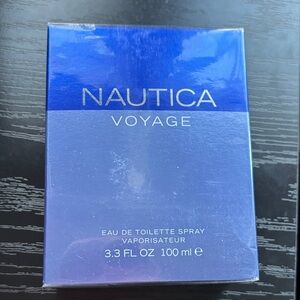 NAUTICA
VOYAGE
EAU DE TOILETTE SPRAY
VAPORISATEUR
3.3 FL OZ 100 ml ℮